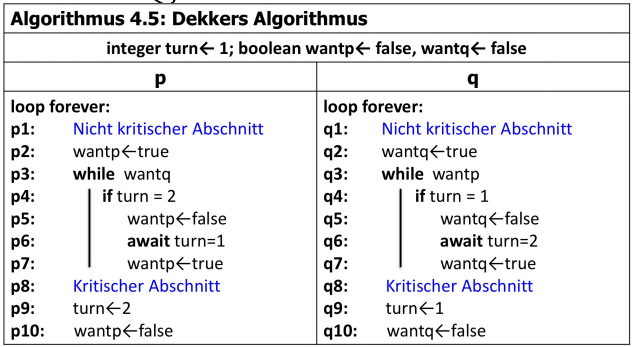 Algorithmus 4.5: Dekkers Algorithmus
integer turn← 1; boolean wantp← false, wantq← false
p
q
loop forever:
p1: Nicht kritischer Abschnitt
p2: wantp←true
p3: while wantq
p4: if turn = 2
p5: wantp←false
p6: await turn=1
p7: wantp←true
p8: Kritischer Abschnitt
p9: turn←2
p10: wantp←false
loop forever:
q1: Nicht kritischer Abschnitt
q2: wantq←true
q3: while wantp
q4: if turn = 1
q5: wantq←false
q6: await turn=2
q7: wantq←true
q8: Kritischer Abschnitt
q9: turn←1
q10: wantq←false